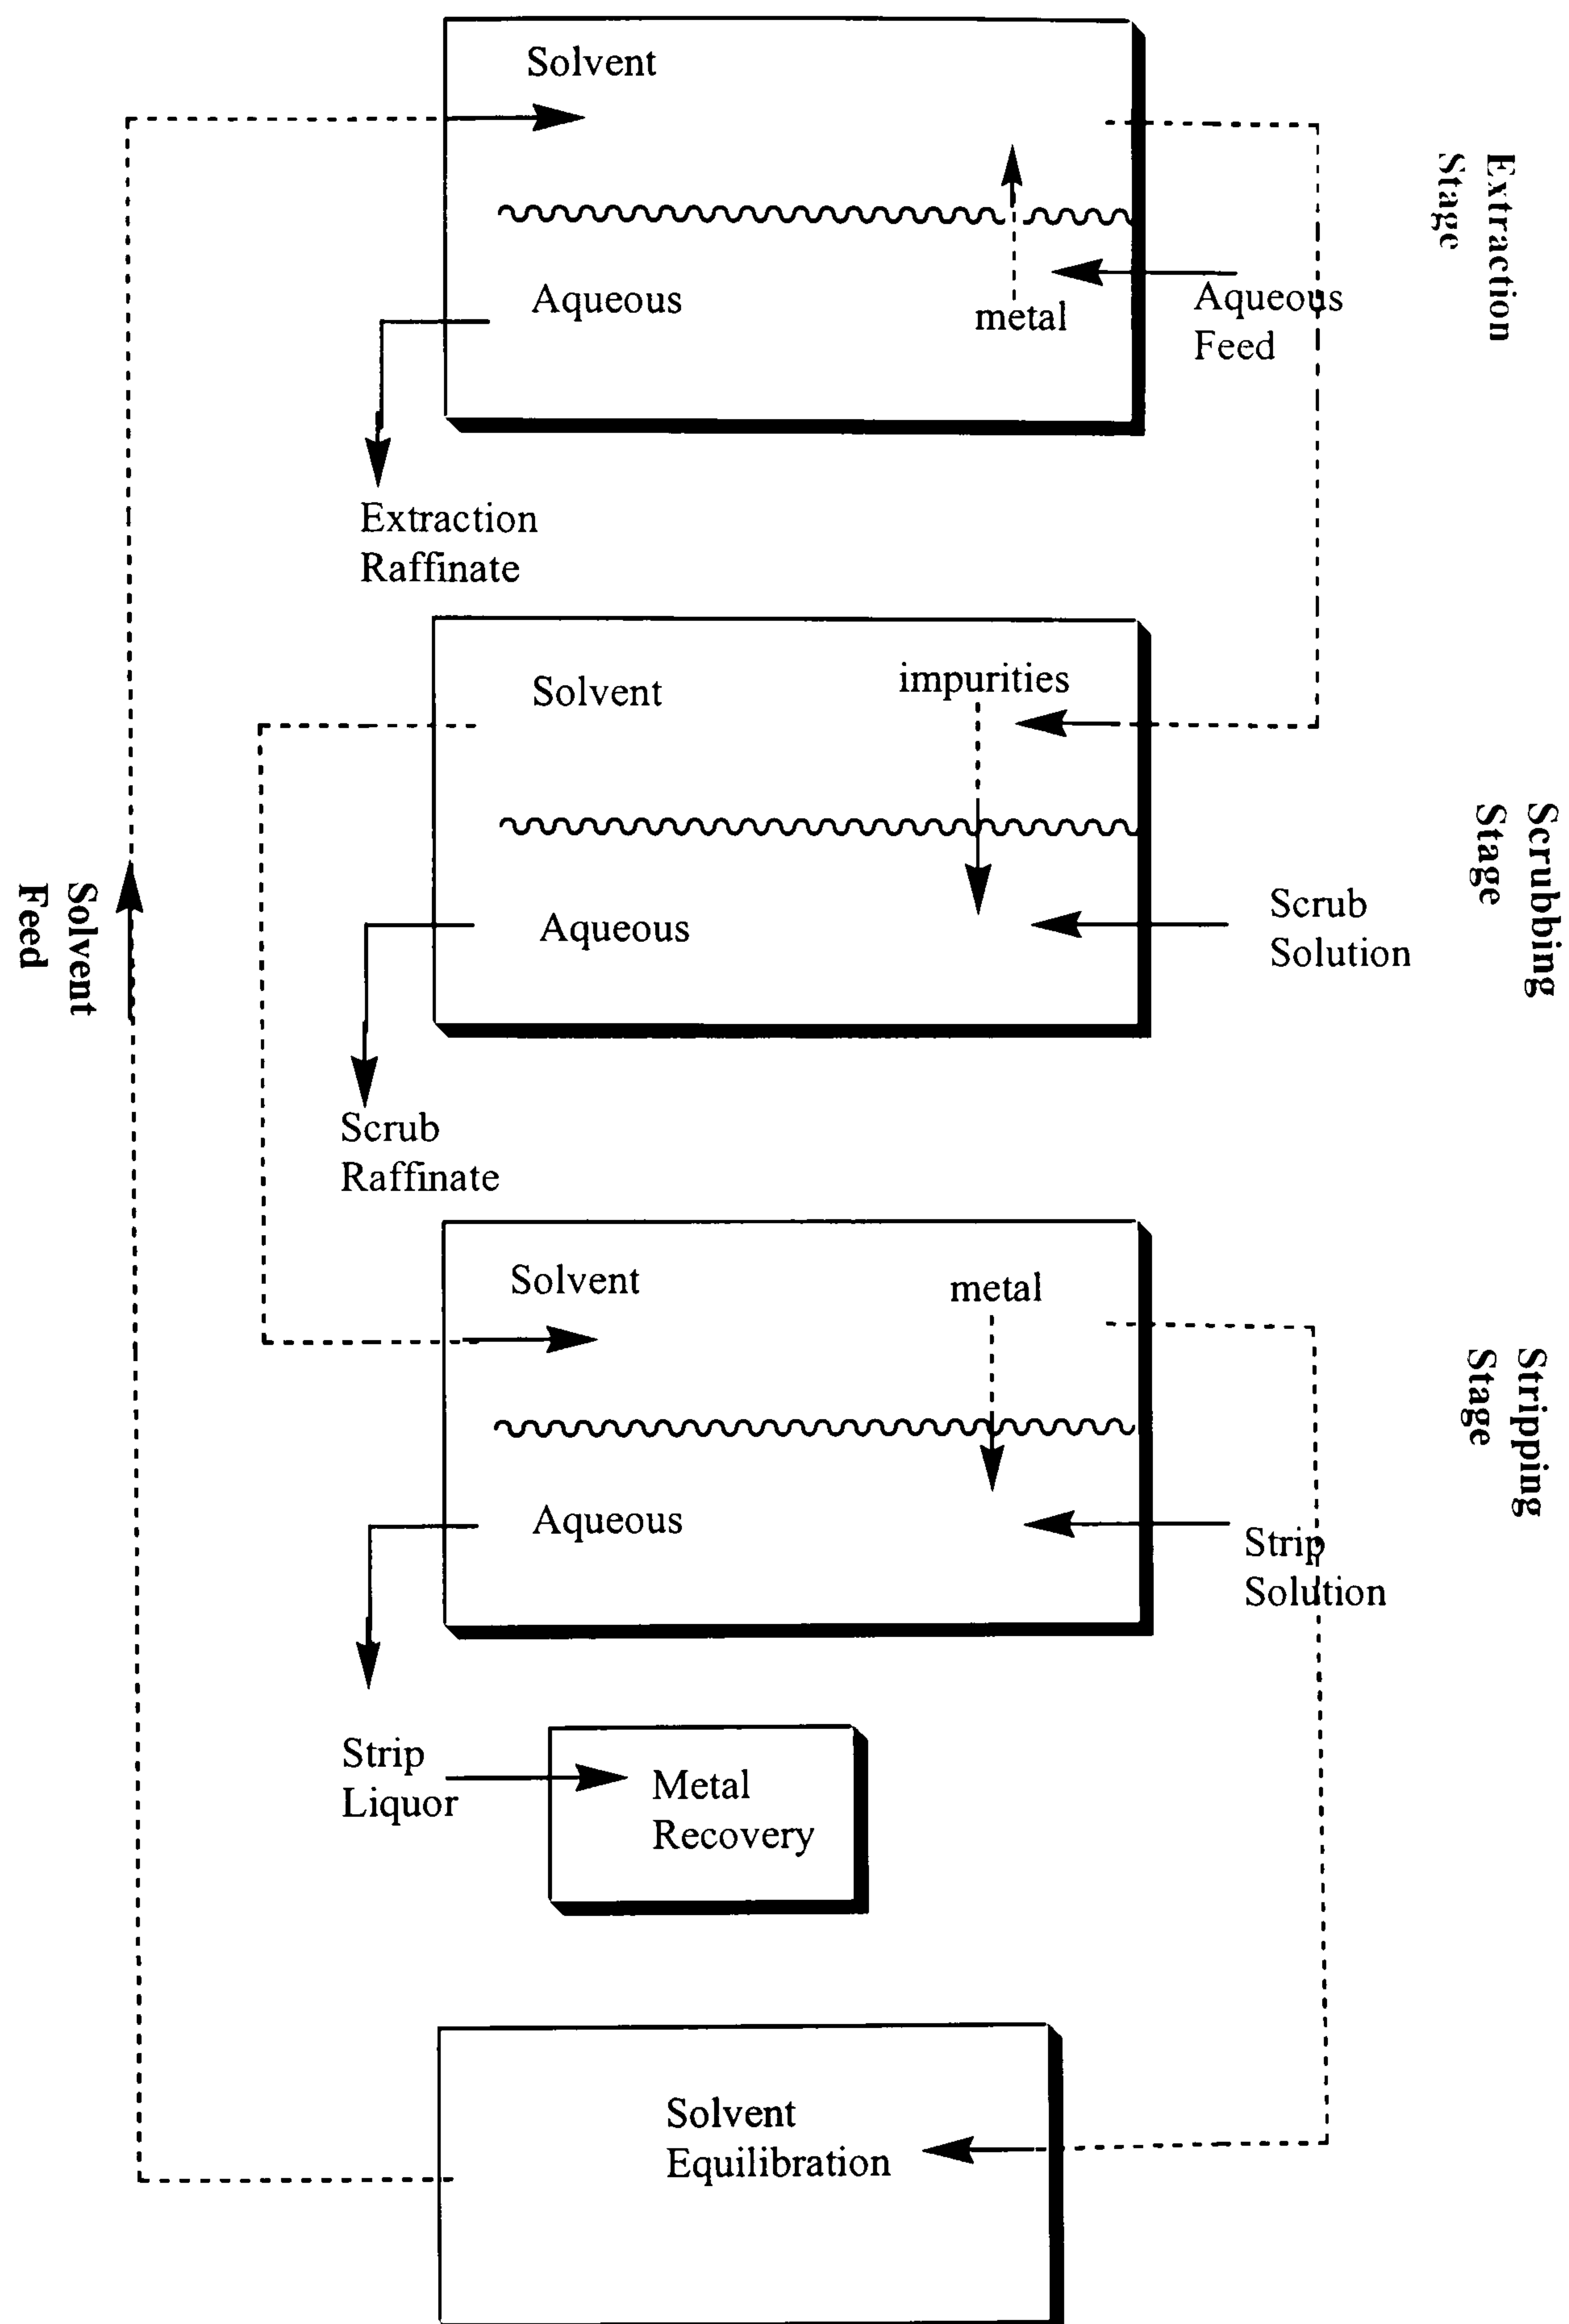 Solvent
Extraction
Stage
Aqueous
metal
Aqueous
Feed
Extraction
Raffinate
Solvent
impurities
Scrubbing
Stage
Solvent
Feed
Aqueous
Scrub
Solution
Scrub
Raffinate
Solvent
metal
Stripping
Stage
Aqueous
Strip
Solution
Strip
Liquor
Metal
Recovery
Solvent
Equilibration